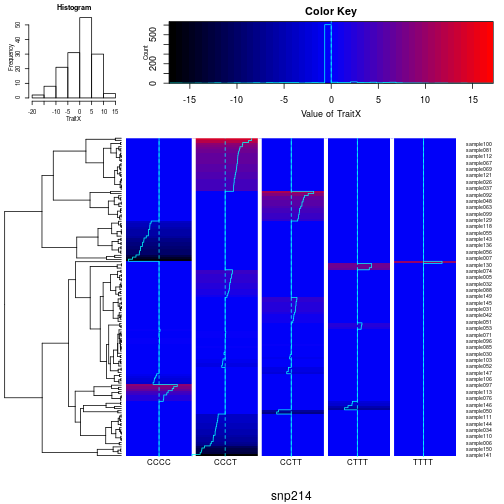 Histogram
Frequency
0 10 20 30 40 50
-20 -15 -10 -5 0 5 10 15
TraitX
Color Key
Count
0 200 500
-15 -10 -5 0 5 10 15
Value of TraitX
sample100
sample081
sample112
sample067
sample069
sample121
sample026
sample037
sample092
sample048
sample063
sample099
sample129
sample118
sample055
sample143
sample136
sample056
sample007
sample130
sample074
sample005
sample032
sample088
sample149
sample145
sample031
sample042
sample051
sample053
sample071
sample096
sample085
sample030
sample103
sample052
sample147
sample106
sample097
sample113
sample076
sample146
sample050
sample111
sample144
sample034
sample110
sample006
sample150
sample141
CCCC CCCT CCTT CTTT TTTT
snp214